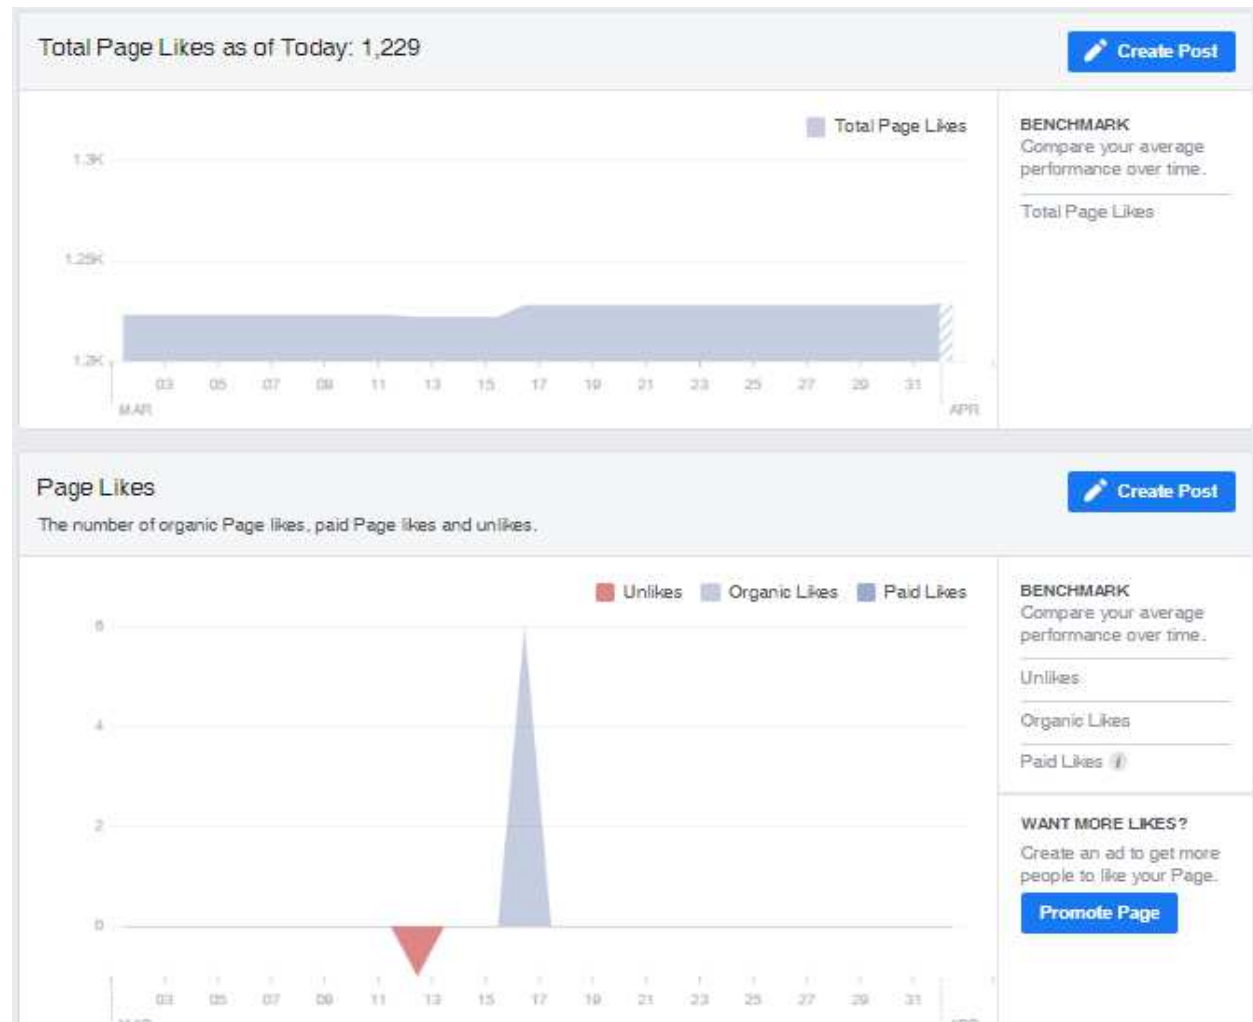 Total Page Likes as of Today: 1,229
Create Post
Total Page Likes
BENCHMARK
Compare your average
performance over time.
Total Page Likes
1.3K
1.25K
1.2K
03 05 07 09 11 13 15 17 19 21 23 25 27 29 31
MAR APR
Page Likes
Create Post
The number of organic Page likes, paid Page likes and unlikes.
Unlikes Organic Likes Paid Likes
BENCHMARK
Compare your average
performance over time.
Unlikes
Organic Likes
Paid Likes i
WANT MORE LIKES?
Create an ad to get more
people to like your Page.
Promote Page
6
4
2
0
03 05 07 09 11 13 15 17 19 21 23 25 27 29 31